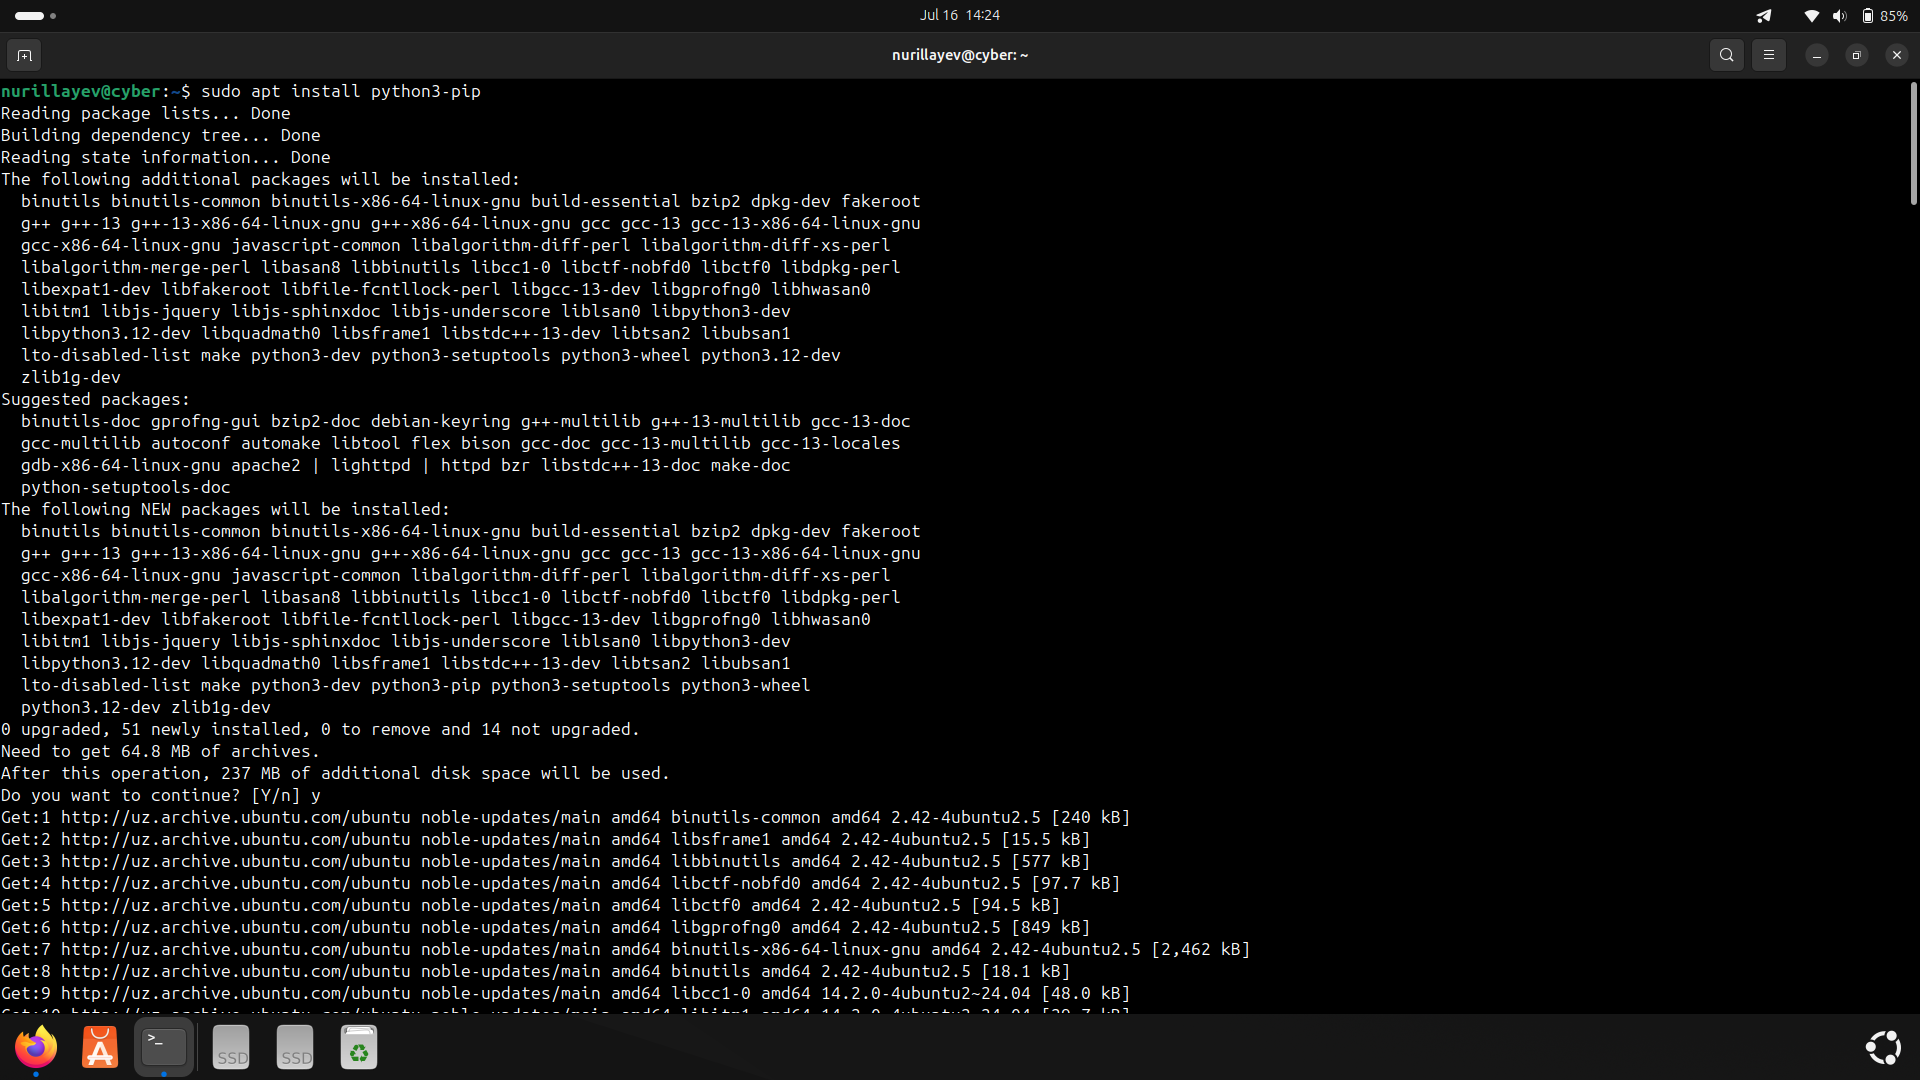 Jul 16 14:24
85%
nurillayev@cyber: ~
nurillayev@cyber:~$ sudo apt install python3-pip
Reading package lists... Done
Building dependency tree... Done
Reading state information... Done
The following additional packages will be installed:
  binutils binutils-common binutils-x86-64-linux-gnu build-essential bzip2 dpkg-dev fakeroot
  g++ g++-13 g++-13-x86-64-linux-gnu g++-x86-64-linux-gnu gcc gcc-13 gcc-13-x86-64-linux-gnu
  gcc-x86-64-linux-gnu javascript-common libalgorithm-diff-perl libalgorithm-diff-xs-perl
  libalgorithm-merge-perl libasan8 libbinutils libcc1-0 libctf-nobfd0 libctf0 libdpkg-perl
  libexpat1-dev libfakeroot libfile-fcntllock-perl libgcc-13-dev libgprofng0 libhwasan0
  libitm1 libjs-jquery libjs-sphinxdoc libjs-underscore liblsan0 libpython3-dev
  libpython3.12-dev libquadmath0 libsframe1 libstdc++-13-dev libtsan2 libubsan1
  lto-disabled-list make python3-dev python3-setuptools python3-wheel python3.12-dev
  zlib1g-dev
Suggested packages:
  binutils-doc gprofng-gui bzip2-doc debian-keyring g++-multilib g++-13-multilib gcc-13-doc
  gcc-multilib autoconf automake libtool flex bison gcc-doc gcc-13-multilib gcc-13-locales
  gdb-x86-64-linux-gnu apache2 | lighttpd | httpd bzr libstdc++-13-doc make-doc
  python-setuptools-doc
The following NEW packages will be installed:
  binutils binutils-common binutils-x86-64-linux-gnu build-essential bzip2 dpkg-dev fakeroot
  g++ g++-13 g++-13-x86-64-linux-gnu g++-x86-64-linux-gnu gcc gcc-13 gcc-13-x86-64-linux-gnu
  gcc-x86-64-linux-gnu javascript-common libalgorithm-diff-perl libalgorithm-diff-xs-perl
  libalgorithm-merge-perl libasan8 libbinutils libcc1-0 libctf-nobfd0 libctf0 libdpkg-perl
  libexpat1-dev libfakeroot libfile-fcntllock-perl libgcc-13-dev libgprofng0 libhwasan0
  libitm1 libjs-jquery libjs-sphinxdoc libjs-underscore liblsan0 libpython3-dev
  libpython3.12-dev libquadmath0 libsframe1 libstdc++-13-dev libtsan2 libubsan1
  lto-disabled-list make python3-dev python3-pip python3-setuptools python3-wheel
  python3.12-dev zlib1g-dev
0 upgraded, 51 newly installed, 0 to remove and 14 not upgraded.
Need to get 64.8 MB of archives.
After this operation, 237 MB of additional disk space will be used.
Do you want to continue? [Y/n] y
Get:1 http://uz.archive.ubuntu.com/ubuntu noble-updates/main amd64 binutils-common amd64 2.42-4ubuntu2.5 [240 kB]
Get:2 http://uz.archive.ubuntu.com/ubuntu noble-updates/main amd64 libsframe1 amd64 2.42-4ubuntu2.5 [15.5 kB]
Get:3 http://uz.archive.ubuntu.com/ubuntu noble-updates/main amd64 libbinutils amd64 2.42-4ubuntu2.5 [577 kB]
Get:4 http://uz.archive.ubuntu.com/ubuntu noble-updates/main amd64 libctf-nobfd0 amd64 2.42-4ubuntu2.5 [97.7 kB]
Get:5 http://uz.archive.ubuntu.com/ubuntu noble-updates/main amd64 libctf0 amd64 2.42-4ubuntu2.5 [94.5 kB]
Get:6 http://uz.archive.ubuntu.com/ubuntu noble-updates/main amd64 libgprofng0 amd64 2.42-4ubuntu2.5 [849 kB]
Get:7 http://uz.archive.ubuntu.com/ubuntu noble-updates/main amd64 binutils-x86-64-linux-gnu amd64 2.42-4ubuntu2.5 [2,462 kB]
Get:8 http://uz.archive.ubuntu.com/ubuntu noble-updates/main amd64 binutils amd64 2.42-4ubuntu2.5 [18.1 kB]
Get:9 http://uz.archive.ubuntu.com/ubuntu noble-updates/main amd64 libcc1-0 amd64 14.2.0-4ubuntu2~24.04 [48.0 kB]
>_
SSD
SSD